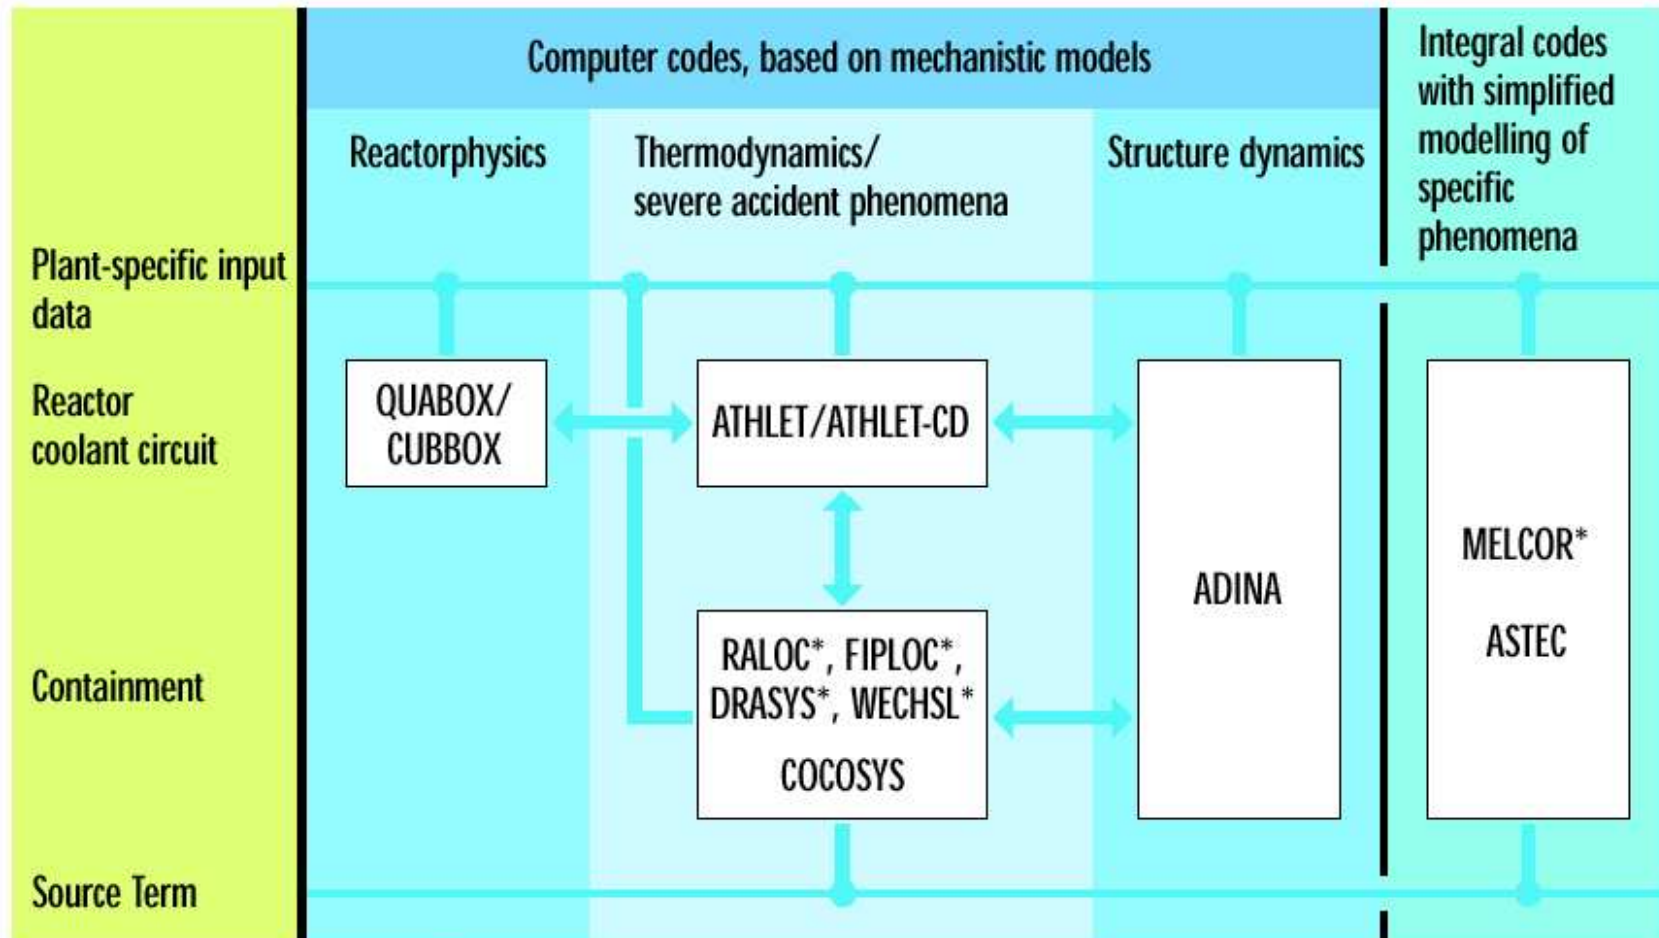 Computer codes, based on mechanistic models
Integral codes
with simplified
modelling of
specific
phenomena
Reactorphysics
Thermodynamics/
severe accident phenomena
Structure dynamics
Plant-specific input
data
Reactor
coolant circuit
QUABOX/
CUBBOX
ATHLET/ATHLET-CD
ADINA
MELCOR*
ASTEC
Containment
RALOC*, FIPLOC*,
DRASYS*, WECHSL*
COCOSYS
Source Term